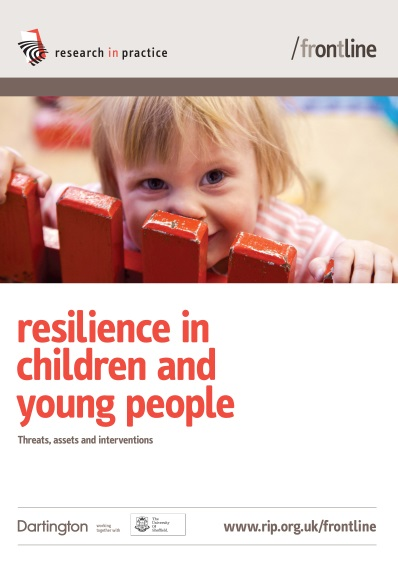 research in practice
/frontline
resilience in
children and
young people
Threats, assets and interventions
Dartington
working
together with
The
University
Of
Sheffield.
www.rip.org.uk/frontline